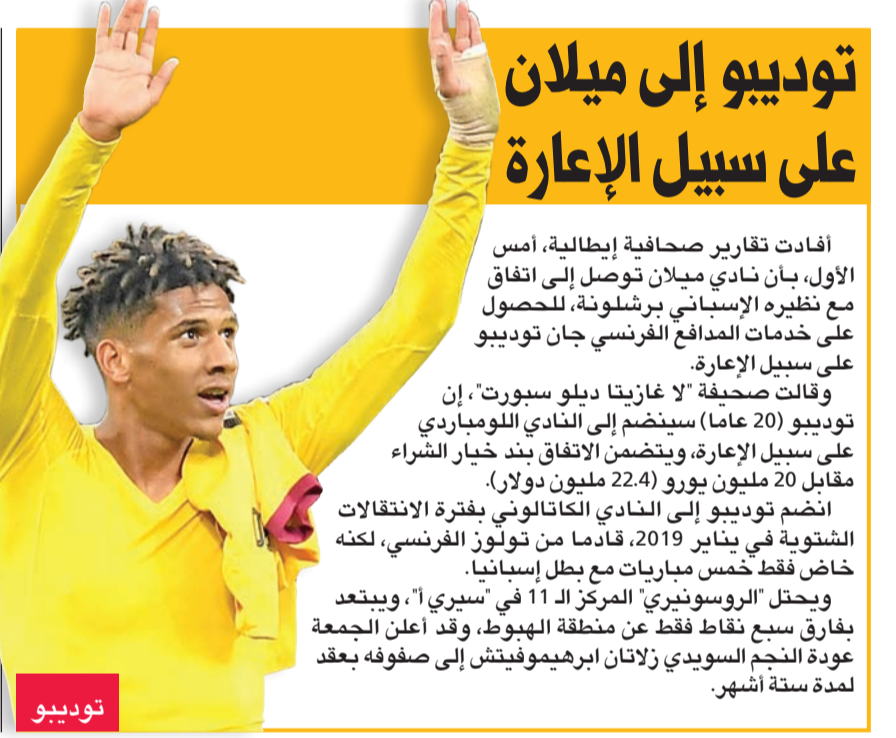 توديبو إلى ميلان
على سبيل الإعارة
أفادت تقارير صحافية إيطالية، أمس
الأول، بأن نادي ميلان توصل إلى اتفاق
مع نظيره الإسباني برشلونة، للحصول
على خدمات المدافع الفرنسي جان توديبو
على سبيل الإعارة.
وقالت صحيفة "لا غازيتا ديلو سبورت"، إن
توديبو (20 عاما) سينضم إلى النادي اللومباردي
على سبيل الإعارة، ويتضمن الاتفاق بند خيار الشراء
مقابل 20 مليون يورو (22.4 مليون دولار).
انضم توديبو إلى النادي الكاتالوني بفترة الانتقالات
الشتوية في يناير 2019، قادما من تولوز الفرنسي، لكنه
خاض فقط خمس مباريات مع بطل إسبانيا.
ويحتل "الروسونيري" المركز الـ 11 في "سيري أ"، ويبتعد
بفارق سبع نقاط فقط عن منطقة الهبوط، وقد أعلن الجمعة
عودة النجم السويدي زلاتان ابرهيموفيتش إلى صفوفه بعقد
لمدة ستة أشهر.
توديبو